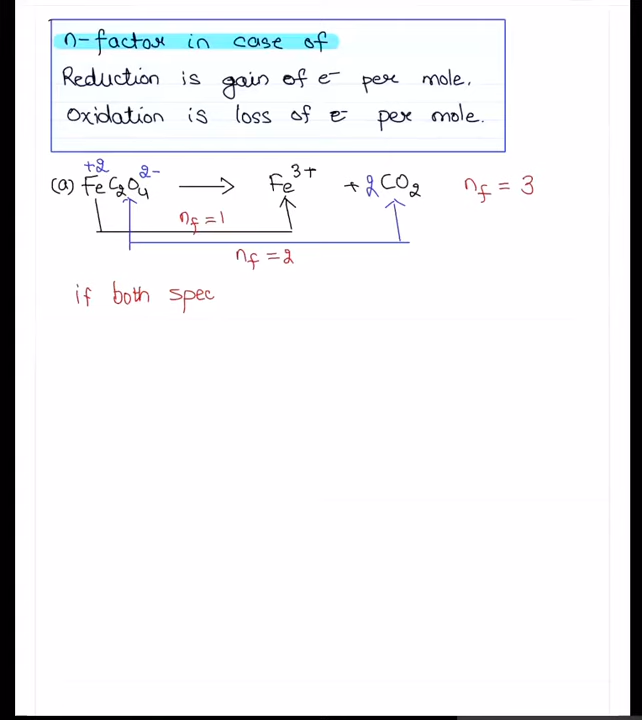 n-factor in case of
Reduction is gain of e⁻ per mole.
Oxidation is loss of e⁻ per mole.
+2 2-
(a) FeC₂O₄ ⟶ Fe³⁺ + 2CO₂ nf = 3
nf = 1
nf = 2
if both spec